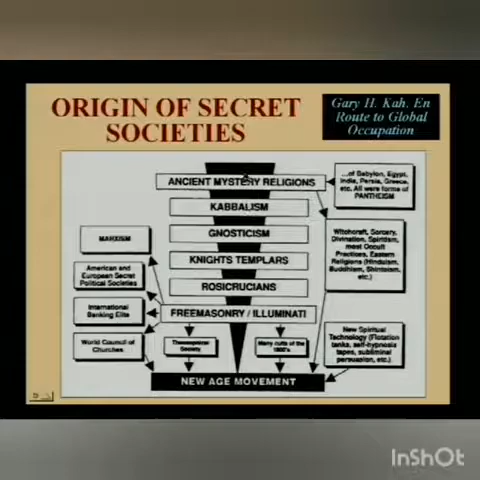 ORIGIN OF SECRET
SOCIETIES
Gary H. Kah. En
Route to Global
Occupation
ANCIENT MYSTERY RELIGIONS
...of Babylon, Egypt,
India, Persia, Greece,
etc. All were forms of
PANTHEISM
KABBALISM
GNOSTICISM
Witchcraft, Sorcery,
Divination, Spiritism,
most Occult
Practices, Eastern
Religions (Hinduism,
Buddhism, Shintoism,
etc.)
MARXISM
KNIGHTS TEMPLARS
American and
European Secret
Political Societies
ROSICRUCIANS
International
Banking Elite
FREEMASONRY / ILLUMINATI
World Council of
Churches
Theosophical
Society
Many cults of the
1800's
New Spiritual
Technology (Flotation
tanks, self-hypnosis
tapes, subliminal
persuasion, etc.)
NEW AGE MOVEMENT
InShOt